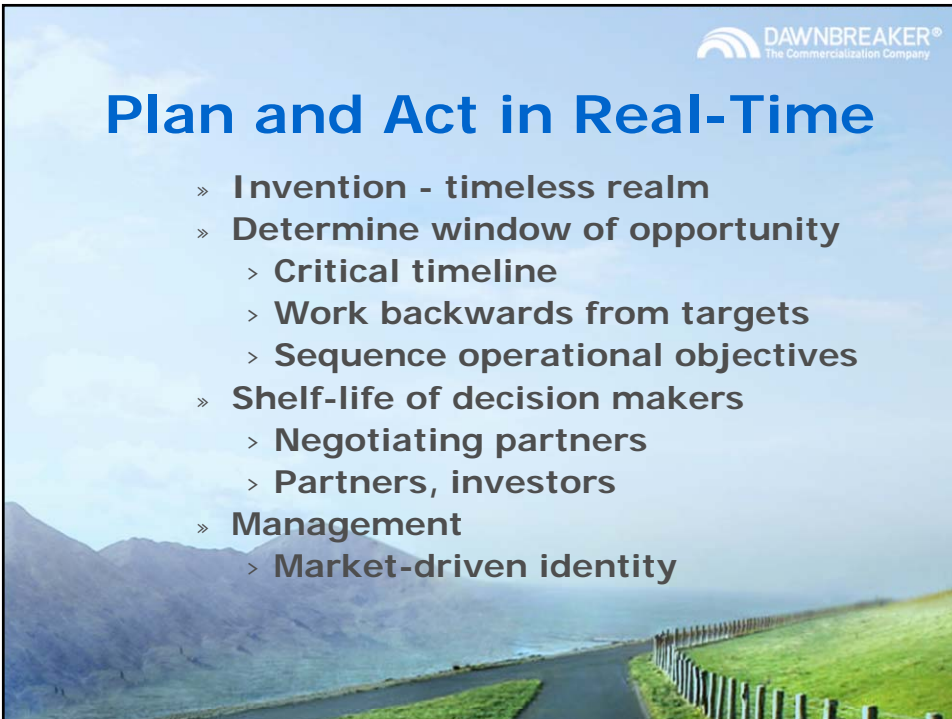 DAWNBREAKER®
The Commercialization Company
Plan and Act in Real-Time
» Invention - timeless realm
» Determine window of opportunity
> Critical timeline
> Work backwards from targets
> Sequence operational objectives
» Shelf-life of decision makers
> Negotiating partners
> Partners, investors
» Management
> Market-driven identity